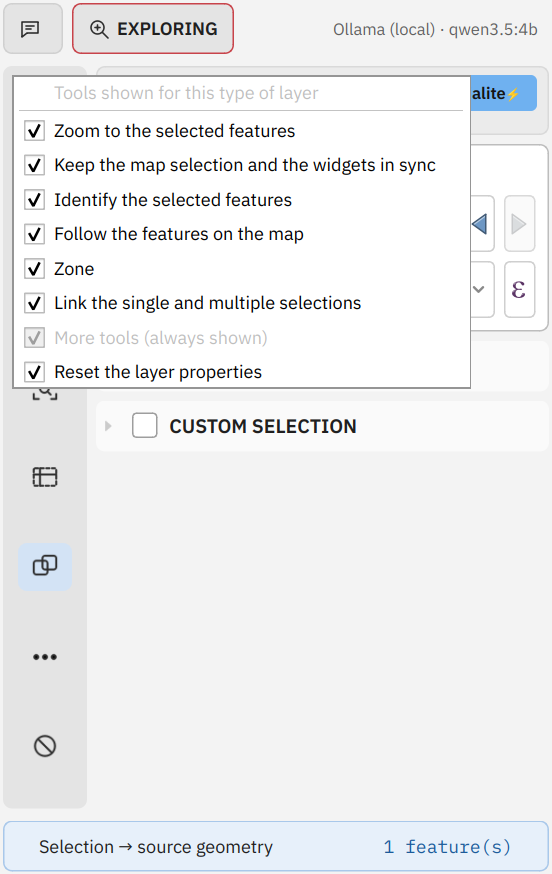 EXPLORING
Ollama (local) · qwen3.5:4b
alite⚡
Tools shown for this type of layer
Zoom to the selected features
Keep the map selection and the widgets in sync
Identify the selected features
Follow the features on the map
Zone
Link the single and multiple selections
More tools (always shown)
Reset the layer properties
ε
CUSTOM SELECTION
Selection → source geometry
1 feature(s)